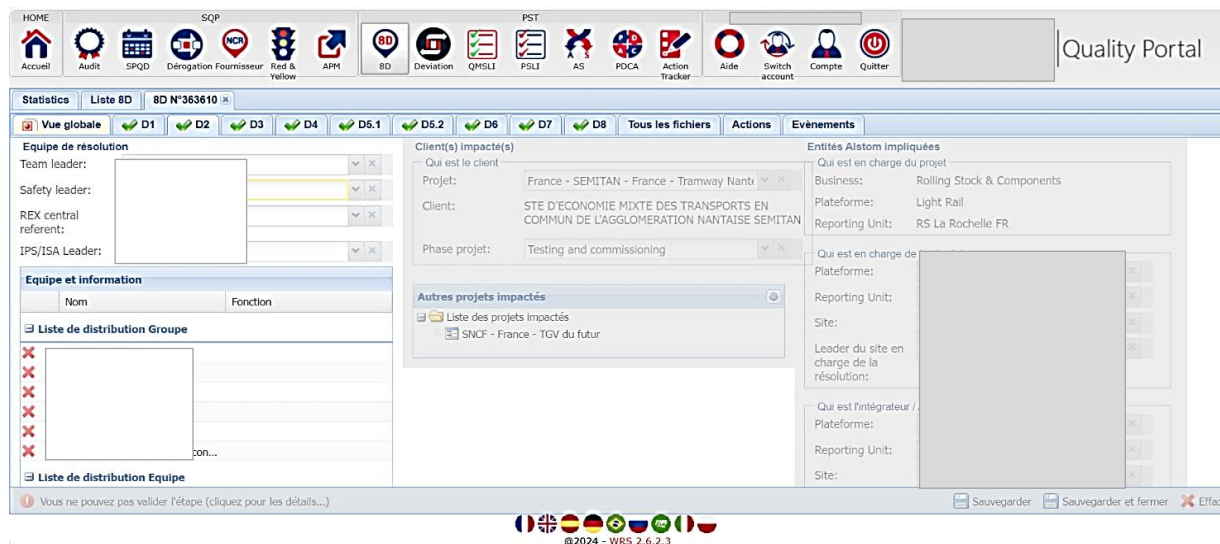 HOME SQP PST
Accueil Audit SPQD Dérogation Fournisseur Red & Yellow APM 8D Deviation QMSLI PSLI AS PDCA Action Tracker Aide Switch account Compte Quitter
NCR 8D
Quality Portal
Statistics Liste 8D 8D N°363610
Vue globale D1 D2 D3 D4 D5.1 D5.2 D6 D7 D8 Tous les fichiers Actions Evènements
Equipe de résolution
Team leader:
Safety leader:
REX central referent:
IPS/ISA Leader:
Equipe et information
Nom Fonction
Liste de distribution Groupe
con...
Liste de distribution Equipe
Client(s) impacté(s)
Qui est le client
Projet: France - SEMITAN - France - Tramway Nante
Client: STE D'ECONOMIE MIXTE DES TRANSPORTS EN
COMMUN DE L'AGGLOMERATION NANTAISE SEMITAN
Phase projet: Testing and commissioning
Autres projets impactés
Liste des projets impactés
SNCF - France - TGV du futur
Entités Alstom impliquées
Qui est en charge du projet
Business: Rolling Stock & Components
Plateforme: Light Rail
Reporting Unit: RS La Rochelle FR
Qui est en charge de
Plateforme:
Reporting Unit:
Site:
Leader du site en
charge de la
résolution:
Qui est l'intégrateur /
Plateforme:
Reporting Unit:
Site:
Vous ne pouvez pas valider l'étape (cliquez pour les détails...)
Sauvegarder Sauvegarder et fermer Effa
@2024 - WRS 2.6.2.3